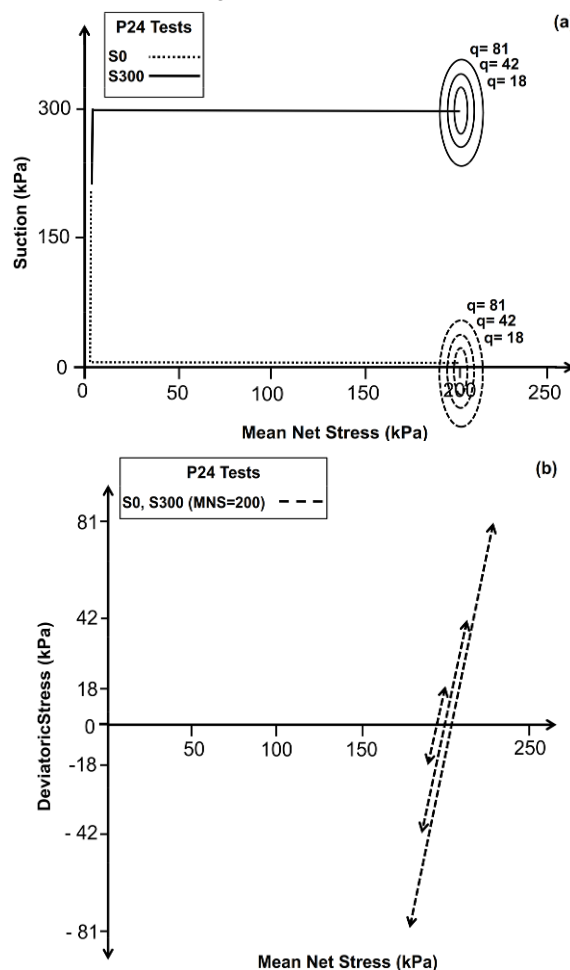 (a
P24 Tests
S0
S300
q= 81
q= 42
q= 18
300
150
0
Suction (kPa)
q= 81
q= 42
q= 18
0
50
100
150
200
250
Mean Net Stress (kPa)
(b)
P24 Tests
S0, S300 (MNS=200)
81
42
18
0
-18
- 42
- 81
DeviatoricStress (kPa)
50
100
150
250
Mean Net Stress (kPa)